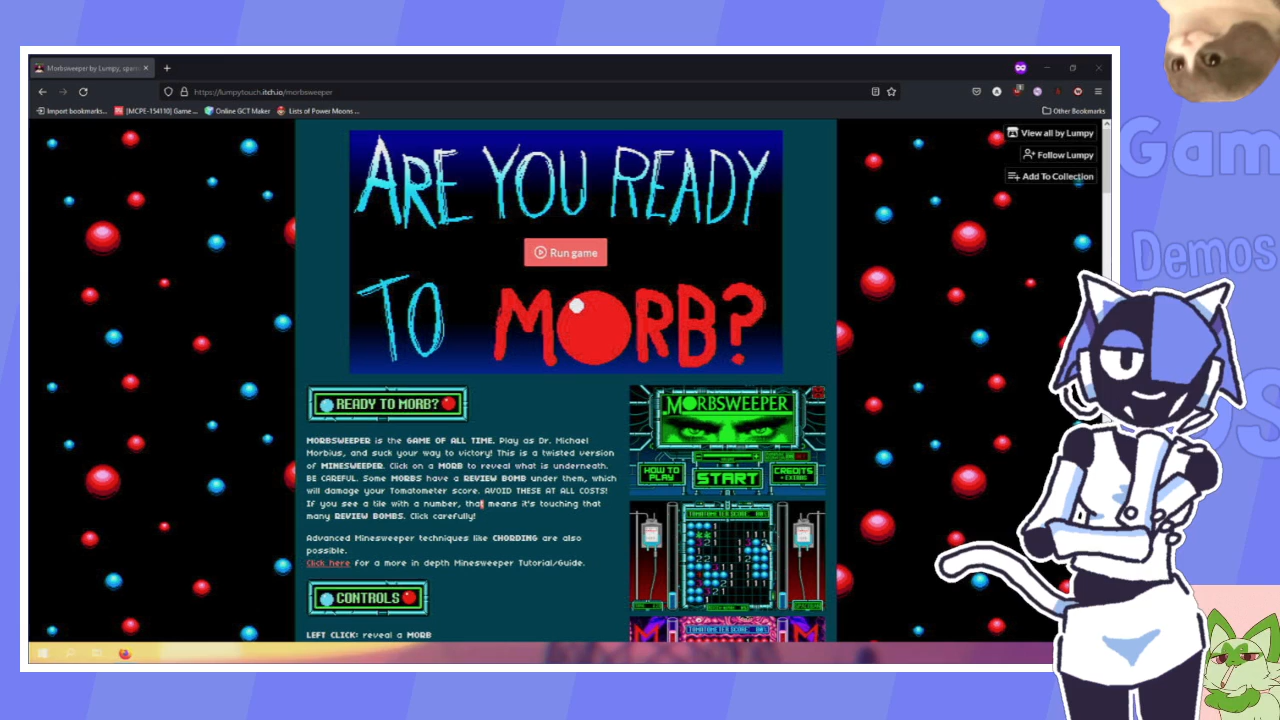 Morbsweeper by Lumpy, spam
https://lumpytouch.itch.io/morbsweeper
Import bookmarks...
[MCPE-154110] Game ...
Online GCT Maker
Lists of Power Moons ...
Other Bookmarks
View all by Lumpy
Follow Lumpy
Add To Collection
ARE YOU READY
Run game
TO MORB?
READY TO MORB?
MORBSWEEPER is the GAME OF ALL TIME. Play as Dr. Michael
Morbius, and suck your way to victory! This is a twisted version
of MINESWEEPER. Click on a MORB to reveal what is underneath.
BE CAREFUL. Some MORBS have a REVIEW BOMB under them, which
will damage your Tomatometer score. AVOID THESE AT ALL COSTS!
If you see a tile with a number, that means it's touching that
many REVIEW BOMBS. Click carefully!
Advanced Minesweeper techniques like CHORDING are also
possible.
Click here for a more in depth Minesweeper Tutorial/Guide.
CONTROLS
LEFT CLICK: reveal a MORB
MORBSWEEPER
HOW TO
PLAY
START
CREDITS
+ EXTRAS
TOMATOMETER SCORE:
Gam
Demos
S